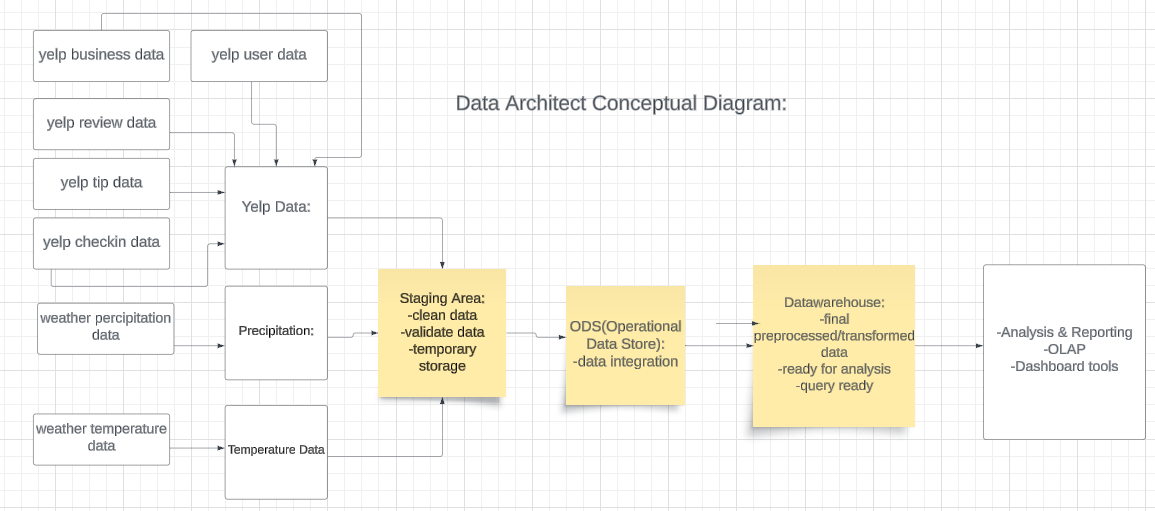 yelp business data
yelp user data
Data Architect Conceptual Diagram:
yelp review data
yelp tip data
Yelp Data:
yelp checkin data
weather percipitation
data
Precipitation:
weather temperature
data
Temperature Data
Staging Area:
-clean data
-validate data
-temporary
storage
ODS(Operational
Data Store):
-data integration
Datawarehouse:
-final
preprocessed/transformed
data
-ready for analysis
-query ready
-Analysis & Reporting
-OLAP
-Dashboard tools